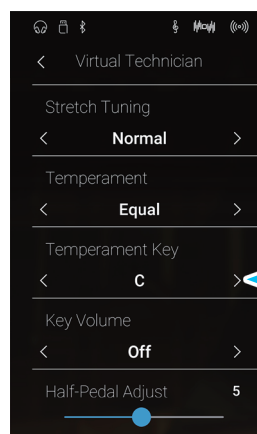 Virtual Technician
Stretch Tuning
Normal
Temperament
Equal
Temperament Key
C
Key Volume
Off
Half-Pedal Adjust 5